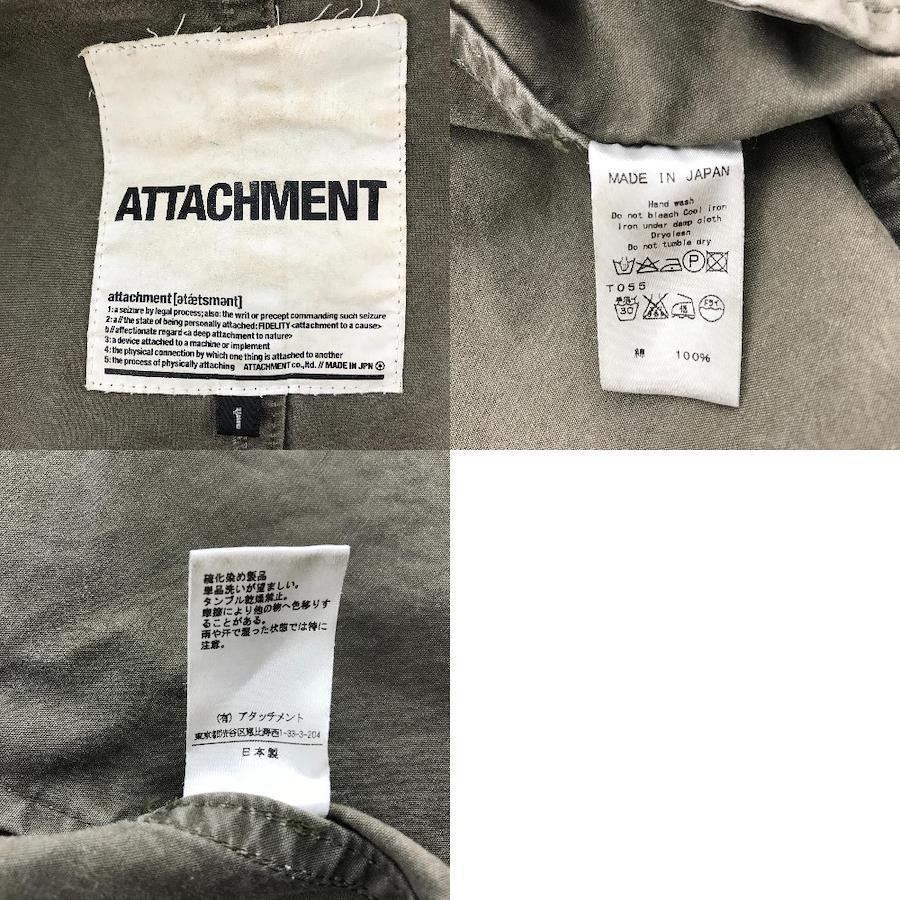 ATTACHMENT
attachment [ətǽtʃmənt]
1: a seizure by legal process; also: the writ or precept commanding such seizure
2: a // the state of being personally attached: FIDELITY <attachment to a cause>
b // affectionate regard <a deep attachment to nature>
3: a device attached to a machine or implement
4: the physical connection by which one thing is attached to another
5: the process of physically attaching ATTACHMENT co., ltd. // MADE IN JPN
1
MADE IN JAPAN
Hand wash
Do not bleach Cool iron
Iron under damp cloth
Dryclean
Do not tumble dry
P
T055
手洗イ 30 低 ドライ
綿 100%
硫化染め製品
単品洗いが望ましい。
タンブル乾燥禁止。
摩擦により他の物へ色移りす
ることがある。
雨や汗で湿った状態では特に
注意。
(有) アタッチメント
東京都渋谷区恵比寿西1-33-3-204
日本製